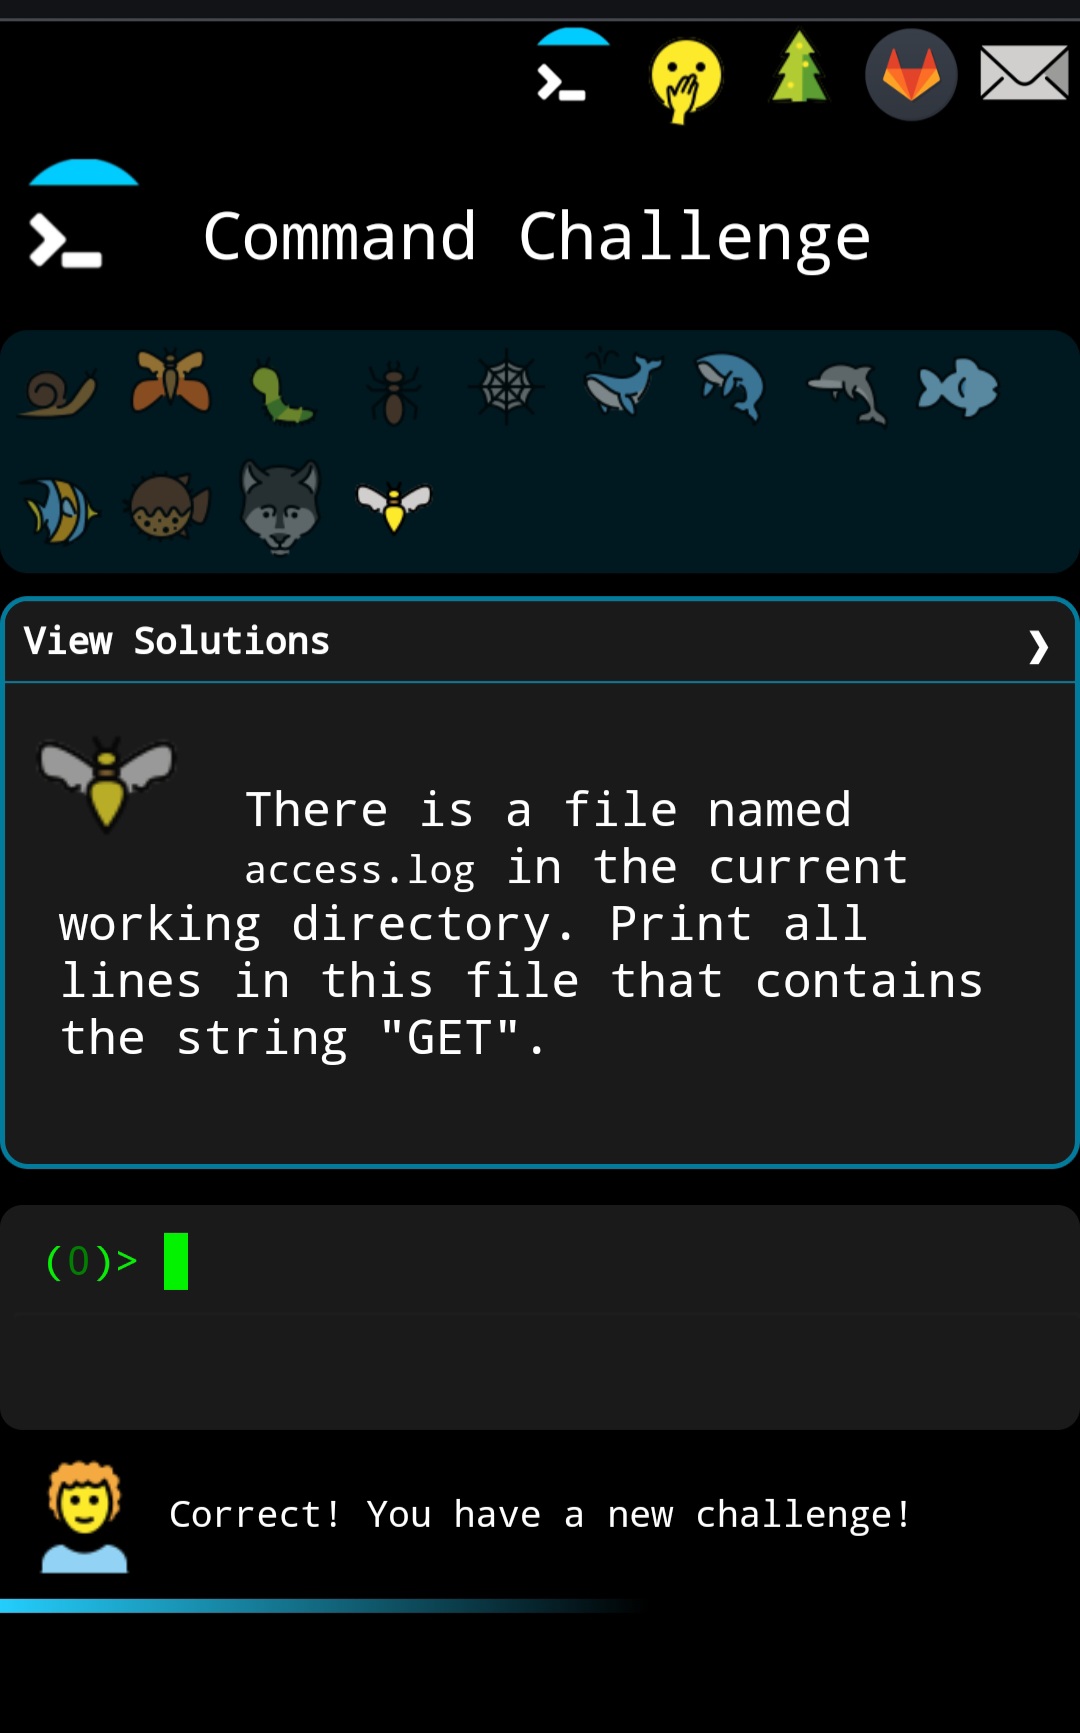 Command Challenge
View Solutions
There is a file named
access.log in the current
working directory. Print all
lines in this file that contains
the string "GET".
(0)>
Correct! You have a new challenge!